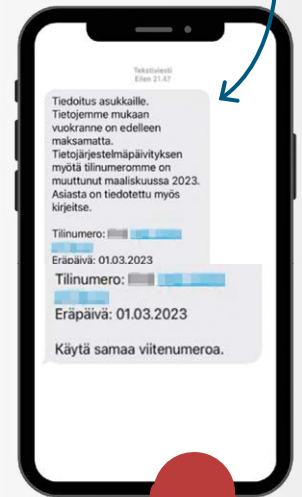 Tekstiviesti
Eilen 21.47
Tiedoitus asukkaille.
Tietojemme mukaan
vuokranne on edelleen
maksamatta.
Tietojärjestelmäpäivityksen
myötä tilinumeromme on
muuttunut maaliskuussa 2023.
Asiasta on tiedotettu myös
kirjeitse.
Tilinumero:
Eräpäivä: 01.03.2023
Tilinumero:
Eräpäivä: 01.03.2023
Käytä samaa viitenumeroa.